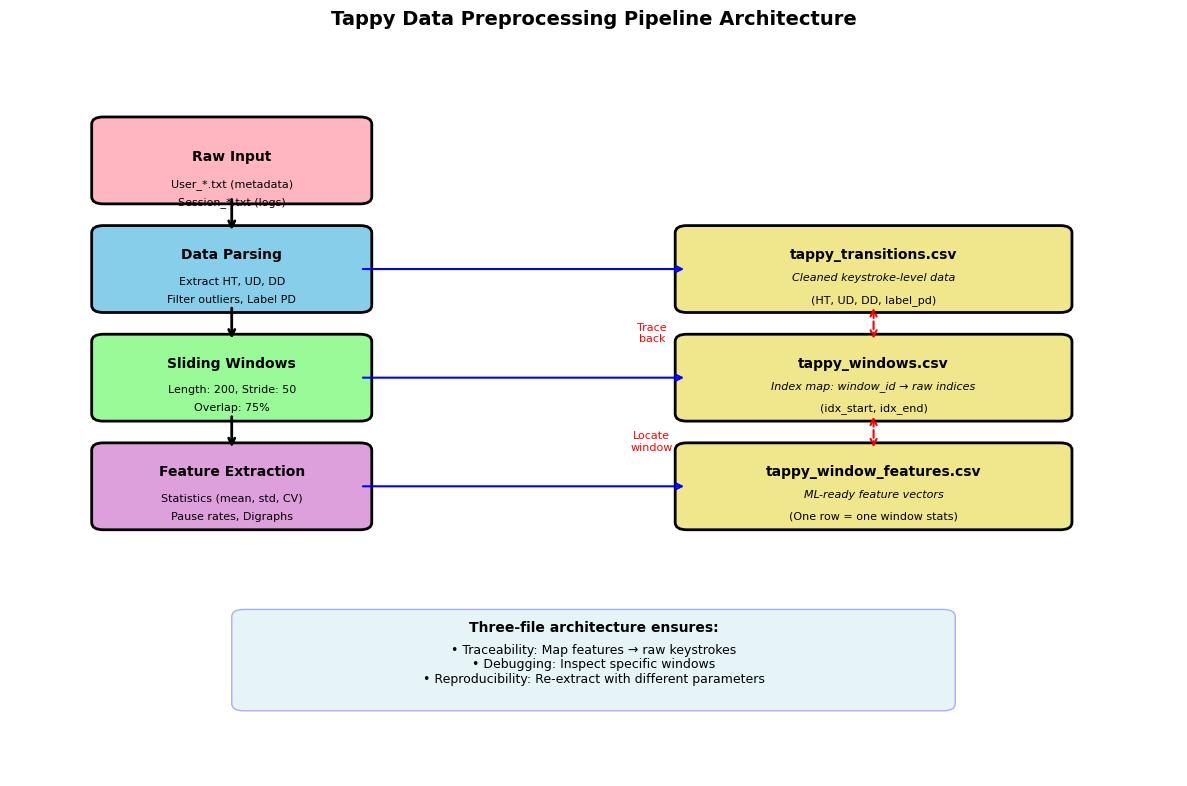 Tappy Data Preprocessing Pipeline Architecture
Raw Input
User_*.txt (metadata)
Session_*.txt (logs)
Data Parsing
Extract HT, UD, DD
Filter outliers, Label PD
tappy_transitions.csv
Cleaned keystroke-level data
(HT, UD, DD, label_pd)
Trace
back
Sliding Windows
Length: 200, Stride: 50
Overlap: 75%
tappy_windows.csv
Index map: window_id → raw indices
(idx_start, idx_end)
Locate
window
Feature Extraction
Statistics (mean, std, CV)
Pause rates, Digraphs
tappy_window_features.csv
ML-ready feature vectors
(One row = one window stats)
Three-file architecture ensures:
• Traceability: Map features → raw keystrokes
• Debugging: Inspect specific windows
• Reproducibility: Re-extract with different parameters